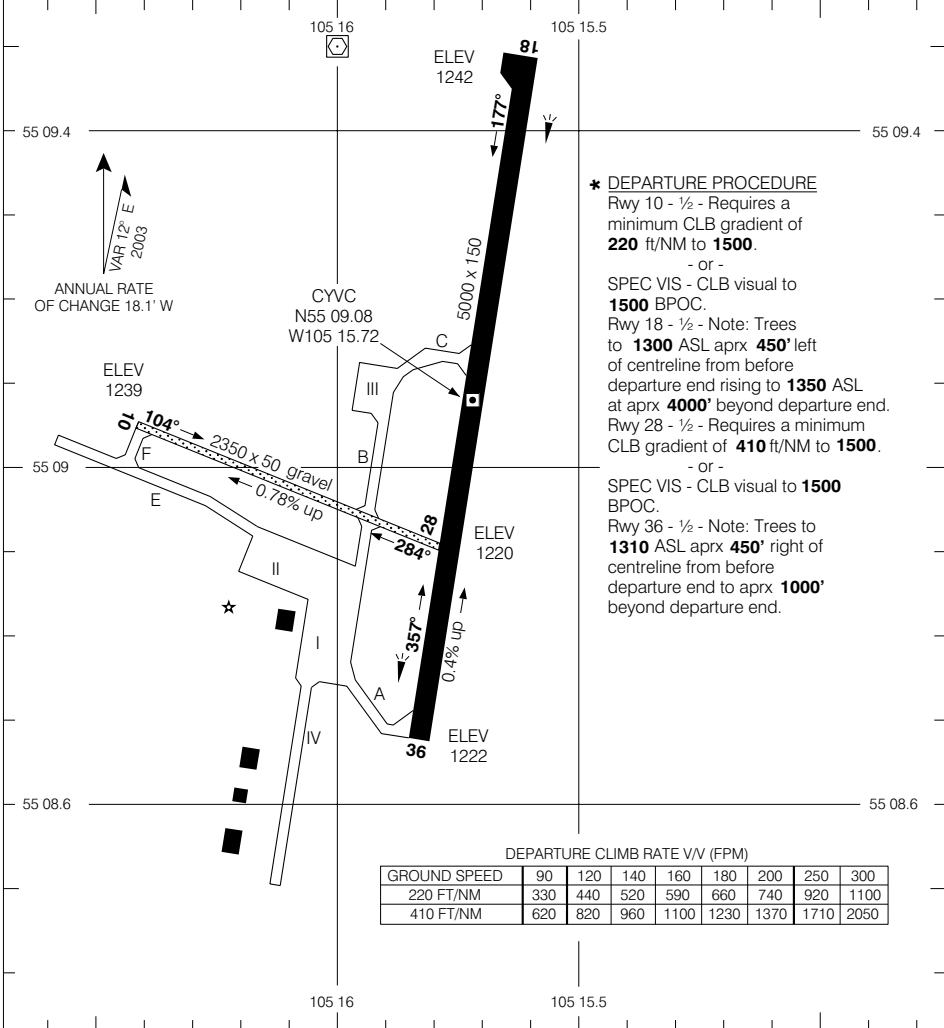 105 16
105 15.5
18
ELEV
1242
177°
55 09.4
55 09.4
VAR 12° E
2003
ANNUAL RATE
OF CHANGE 18.1' W
* DEPARTURE PROCEDURE
Rwy 10 - ½ - Requires a
minimum CLB gradient of
220 ft/NM to 1500.
- or -
SPEC VIS - CLB visual to
1500 BPOC.
Rwy 18 - ½ - Note: Trees
to 1300 ASL aprx 450' left
of centreline from before
departure end rising to 1350 ASL
at aprx 4000' beyond departure end.
Rwy 28 - ½ - Requires a minimum
CLB gradient of 410 ft/NM to 1500.
- or -
SPEC VIS - CLB visual to 1500
BPOC.
Rwy 36 - ½ - Note: Trees to
1310 ASL aprx 450' right of
centreline from before
departure end to aprx 1000'
beyond departure end.
5000 x 150
CYVC
N55 09.08
W105 15.72
C
III
ELEV
1239
10
104°
2350 x 50 gravel
0.78% up
F
E
B
55 09
28
284°
ELEV
1220
II
I
357°
0.4% up
A
IV
36
ELEV
1222
55 08.6
55 08.6
DEPARTURE CLIMB RATE V/V (FPM)
GROUND SPEED 90 120 140 160 180 200 250 300
220 FT/NM 330 440 520 590 660 740 920 1100
410 FT/NM 620 820 960 1100 1230 1370 1710 2050
105 16
105 15.5